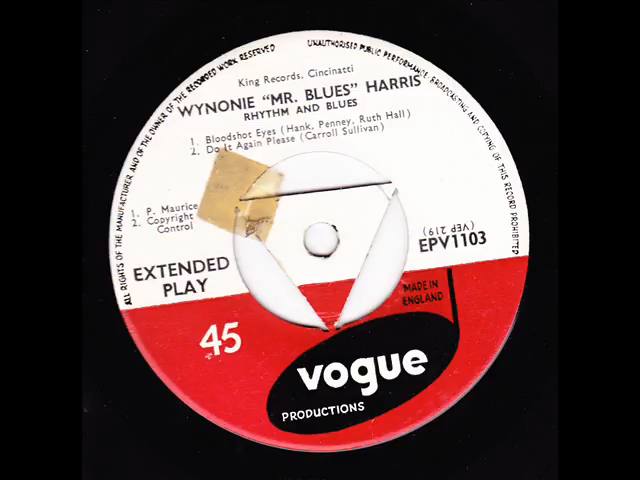 ALL RIGHTS OF THE MANUFACTURER AND OF THE OWNER OF THE RECORDED WORK RESERVED
UNAUTHORISED PUBLIC PERFORMANCE, BROADCASTING AND COPYING OF THIS RECORD PROHIBITED
King Records, Cincinatti
WYNONIE "MR. BLUES" HARRIS
RHYTHM AND BLUES
1. Bloodshot Eyes (Hank, Penney, Ruth Hall)
2. Do It Again Please (Carroll Sullivan)
1. P. Maurice
2. Copyright
Control
(VEP 219)
EPV1103
EXTENDED
PLAY
MADE IN
ENGLAND
45
vogue
PRODUCTIONS